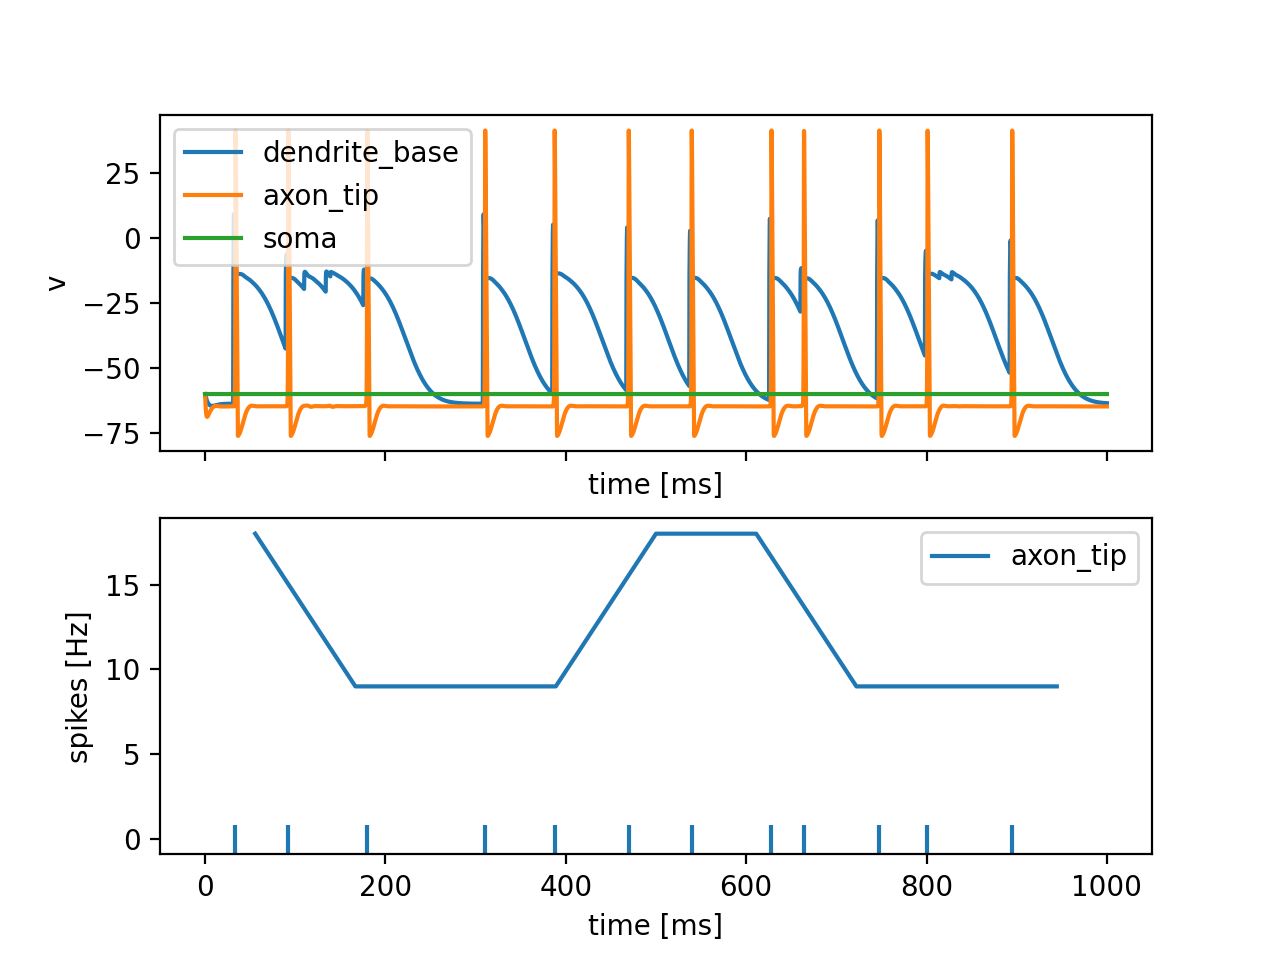 25
0
−25
−50
−75
v
dendrite_base
axon_tip
soma
time [ms]
15
10
5
0
spikes [Hz]
axon_tip
0 200 400 600 800 1000
time [ms]